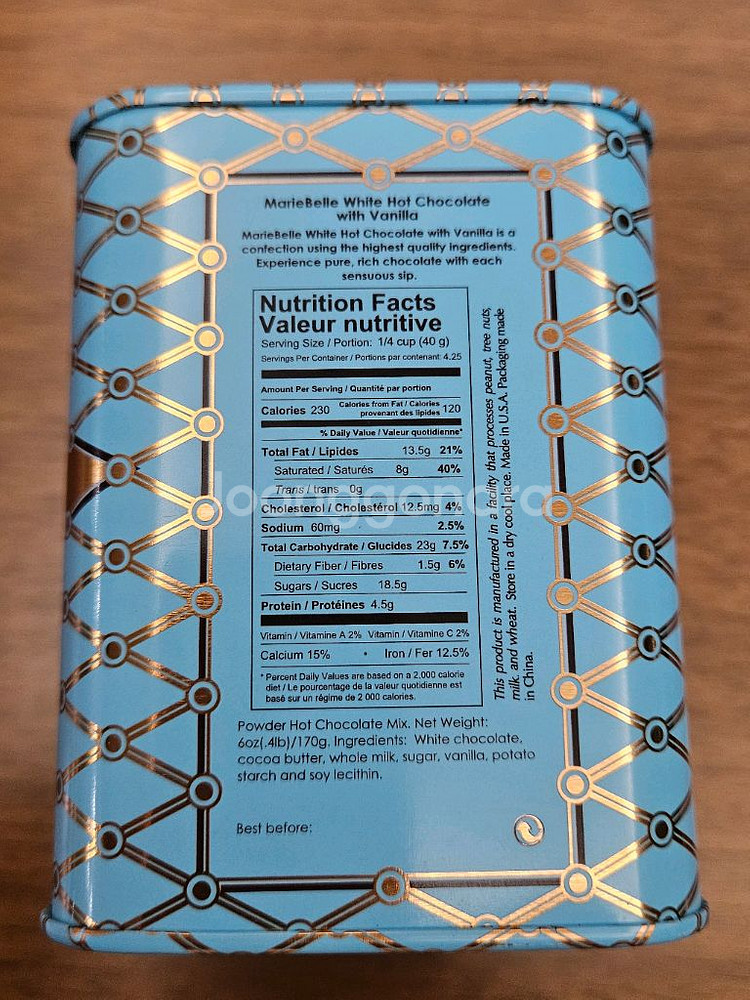 MarieBelle White Hot Chocolate
with Vanilla
MarieBelle White Hot Chocolate with Vanilla is a
confection using the highest quality ingredients.
Experience pure, rich chocolate with each
sensuous sip.
Nutrition Facts
Valeur nutritive
Serving Size / Portion: 1/4 cup (40 g)
Servings Per Container / Portions par contenant: 4.25
Amount Per Serving / Quantité par portion
Calories 230 Calories from Fat / Calories provenant des lipides 120
% Daily Value / Valeur quotidienne*
Total Fat / Lipides 13.5g 21%
Saturated / Saturés 8g 40%
Trans / trans 0g
Cholesterol / Cholestérol 12.5mg 4%
Sodium 60mg 2.5%
Total Carbohydrate / Glucides 23g 7.5%
Dietary Fiber / Fibres 1.5g 6%
Sugars / Sucres 18.5g
Protein / Protéines 4.5g
Vitamin / Vitamine A 2% Vitamin / Vitamine C 2%
Calcium 15% • Iron / Fer 12.5%
* Percent Daily Values are based on a 2,000 calorie
diet / Le pourcentage de la valeur quotidienne est
basé sur un régime de 2 000 calories.
This product is manufactured in a facility that processes peanut, tree nuts,
milk, and wheat. Store in a dry cool place. Made in U.S.A. Packaging made
in China.
Powder Hot Chocolate Mix. Net Weight:
6oz(.4lb)/170g. Ingredients: White chocolate,
cocoa butter, whole milk, sugar, vanilla, potato
starch and soy lecithin.
Best before:
joonggonara